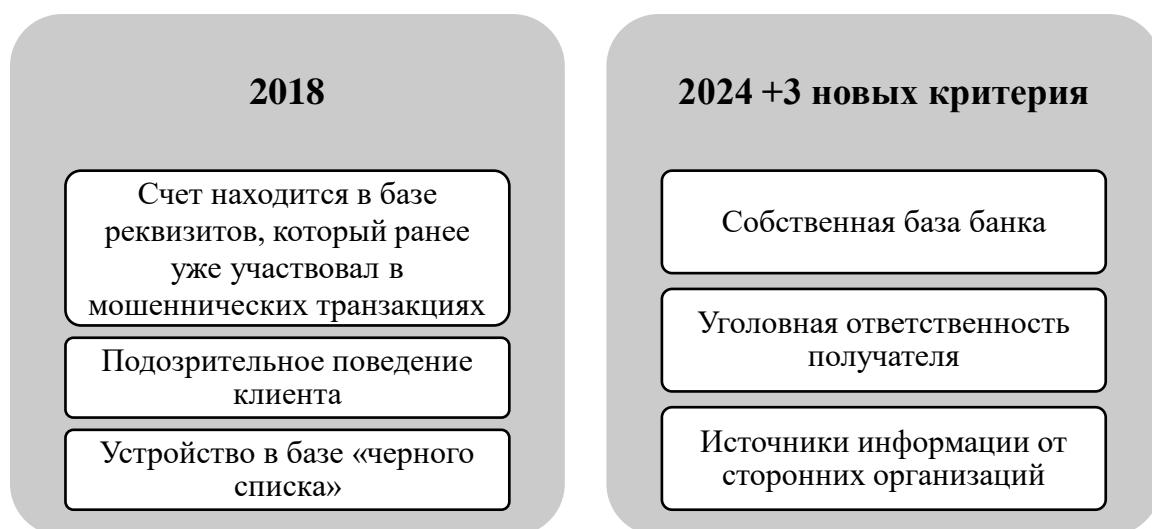 2018
Счет находится в базе
реквизитов, который ранее
уже участвовал в
мошеннических транзакциях
Подозрительное поведение
клиента
Устройство в базе «черного
списка»
2024 +3 новых критерия
Собственная база банка
Уголовная ответственность
получателя
Источники информации от
сторонних организаций